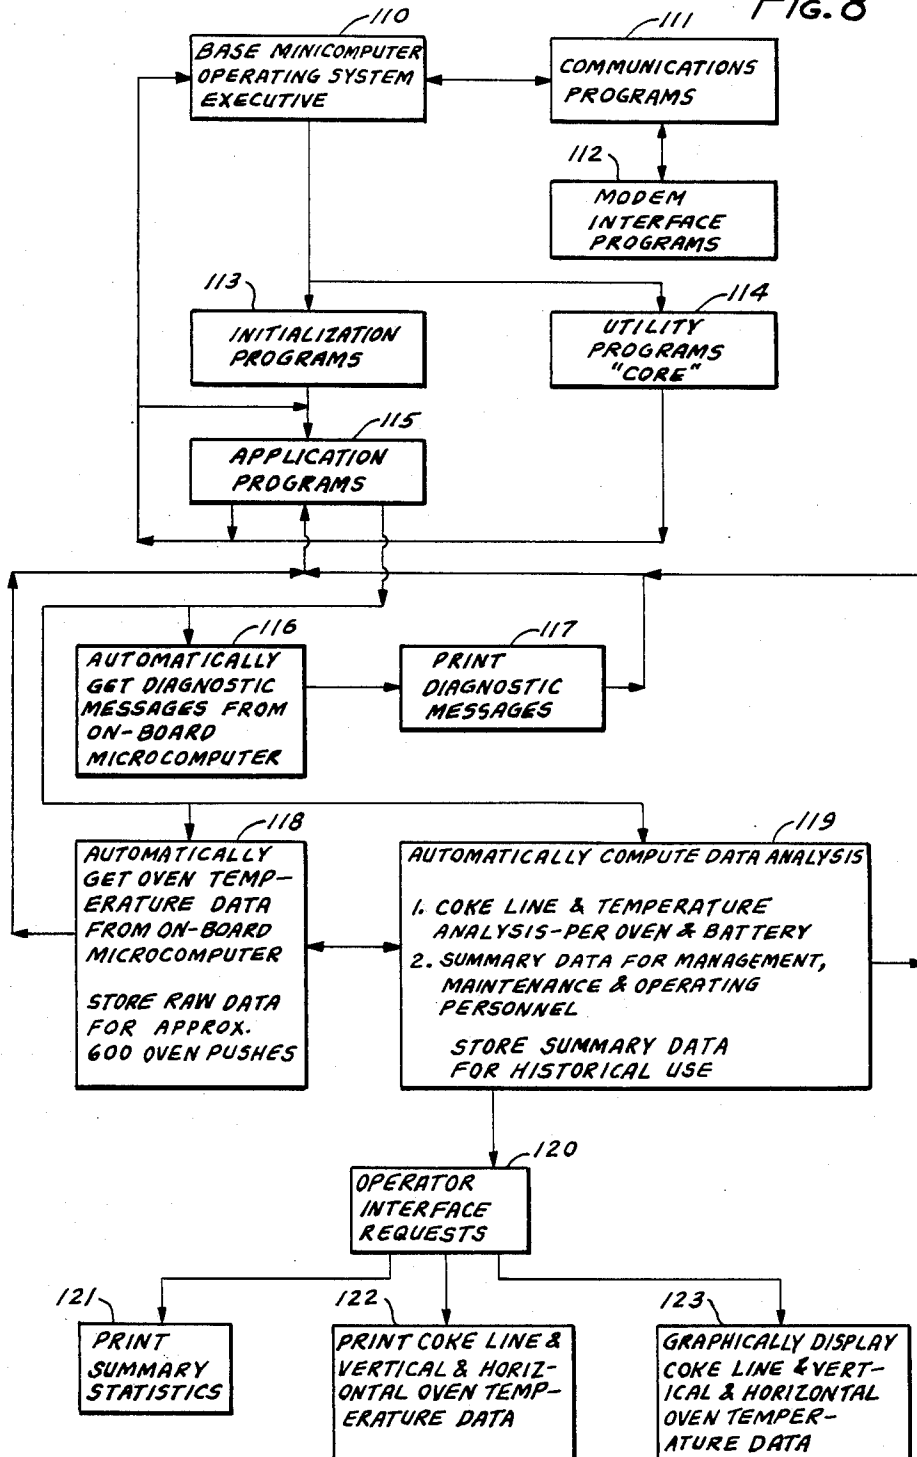 FIG. 8
110
BASE MINICOMPUTER
OPERATING SYSTEM
EXECUTIVE
111
COMMUNICATIONS
PROGRAMS
112
MODEM
INTERFACE
PROGRAMS
113
INITIALIZATION
PROGRAMS
114
UTILITY
PROGRAMS
"CORE"
115
APPLICATION
PROGRAMS
116
AUTOMATICALLY
GET DIAGNOSTIC
MESSAGES FROM
ON-BOARD
MICROCOMPUTER
117
PRINT
DIAGNOSTIC
MESSAGES
118
AUTOMATICALLY
GET OVEN TEMP-
ERATURE DATA
FROM ON-BOARD
MICROCOMPUTER
STORE RAW DATA
FOR APPROX.
600 OVEN PUSHES
119
AUTOMATICALLY COMPUTE DATA ANALYSIS
1. COKE LINE & TEMPERATURE
ANALYSIS-PER OVEN & BATTERY
2. SUMMARY DATA FOR MANAGEMENT,
MAINTENANCE & OPERATING
PERSONNEL
STORE SUMMARY DATA
FOR HISTORICAL USE
120
OPERATOR
INTERFACE
REQUESTS
121
PRINT
SUMMARY
STATISTICS
122
PRINT COKE LINE &
VERTICAL & HORIZ-
ONTAL OVEN TEMP-
ERATURE DATA
123
GRAPHICALLY DISPLAY
COKE LINE & VERT-
ICAL & HORIZONTAL
OVEN TEMPER-
ATURE DATA